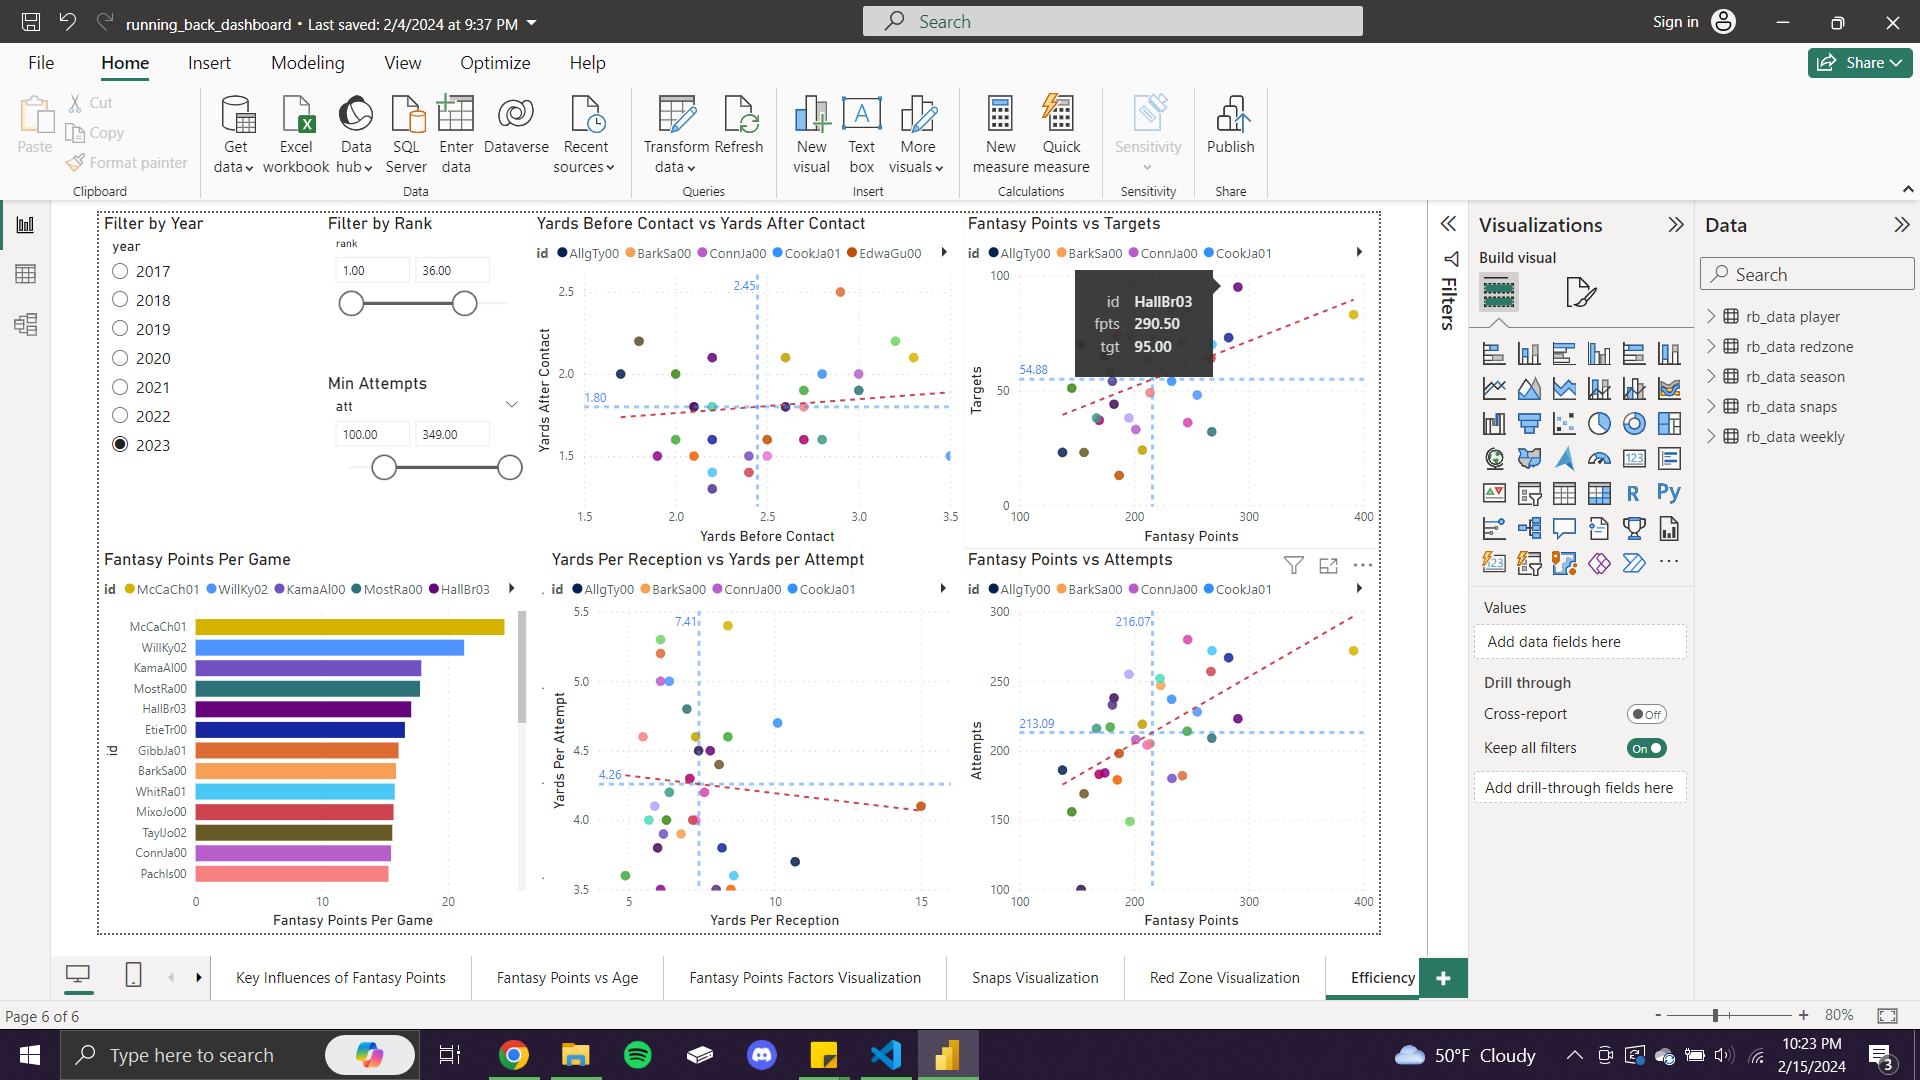 running_back_dashboard • Last saved: 2/4/2024 at 9:37 PM
Search
Sign in
File Home Insert Modeling View Optimize Help
Share
Paste
Cut
Copy
Format painter
Clipboard
Get data
Excel workbook
Data hub
SQL Server
Enter data
Dataverse
Recent sources
Data
Transform data
Refresh
Queries
New visual
Text box
More visuals
Insert
New measure
Quick measure
Calculations
Sensitivity
Sensitivity
Publish
Share
Filter by Year
year
2017
2018
2019
2020
2021
2022
2023
Filter by Rank
rank
1.00 36.00
Min Attempts
att
100.00 349.00
Yards Before Contact vs Yards After Contact
id AllgTy00 BarkSa00 ConnJa00 CookJa01 EdwaGu00
2.45
1.80
Yards After Contact
2.5
2.0
1.5
1.5 2.0 2.5 3.0 3.5
Yards Before Contact
Fantasy Points vs Targets
id AllgTy00 BarkSa00 ConnJa00 CookJa01
id HallBr03
fpts 290.50
tgt 95.00
54.88
Targets
100
50
0
100 200 300 400
Fantasy Points
Fantasy Points Per Game
id McCaCh01 WillKy02 KamaAl00 MostRa00 HallBr03
id
McCaCh01
WillKy02
KamaAl00
MostRa00
HallBr03
EtieTr00
GibbJa01
BarkSa00
WhitRa01
MixoJo00
TaylJo02
ConnJa00
PachIs00
0 10 20
Fantasy Points Per Game
Yards Per Reception vs Yards per Attempt
id AllgTy00 BarkSa00 ConnJa00 CookJa01
7.41
4.26
Yards Per Attempt
5.5
5.0
4.5
4.0
3.5
5 10 15
Yards Per Reception
Fantasy Points vs Attempts
id AllgTy00 BarkSa00 ConnJa00 CookJa01
216.07
213.09
Attempts
300
250
200
150
100
100 200 300 400
Fantasy Points
Filters
Visualizations
Build visual
R
Py
123
Values
Add data fields here
Drill through
Cross-report Off
Keep all filters On
Add drill-through fields here
Data
Search
rb_data player
rb_data redzone
rb_data season
rb_data snaps
rb_data weekly
Key Influences of Fantasy Points
Fantasy Points vs Age
Fantasy Points Factors Visualization
Snaps Visualization
Red Zone Visualization
Efficiency
Page 6 of 6
- + 80%
Type here to search
50°F Cloudy
10:23 PM
2/15/2024
3